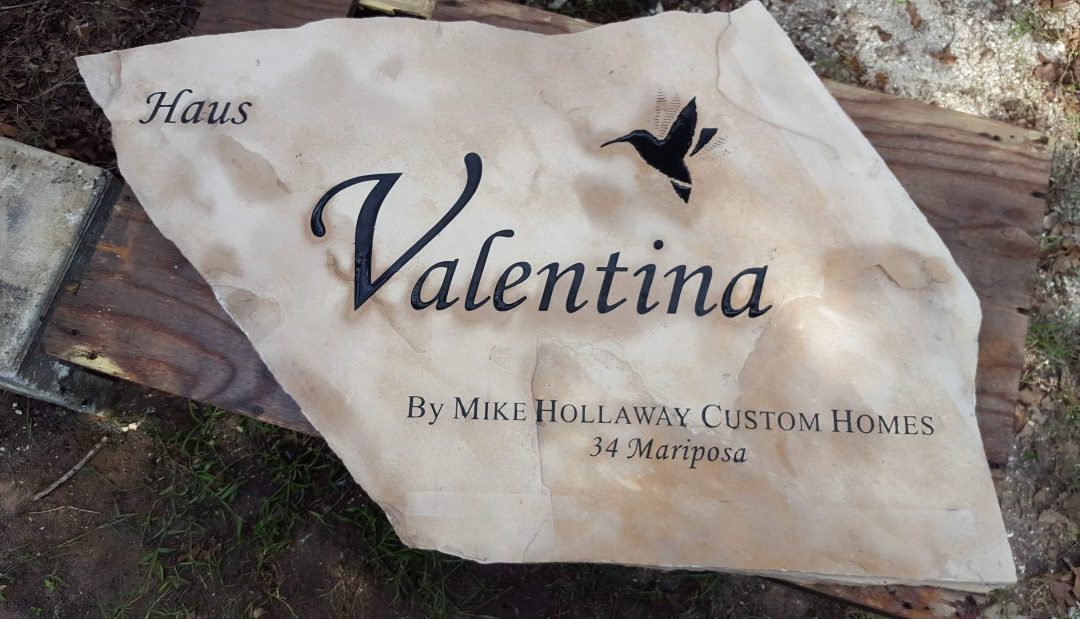 Haus
Valentina
By Mike Hollaway Custom Homes
34 Mariposa